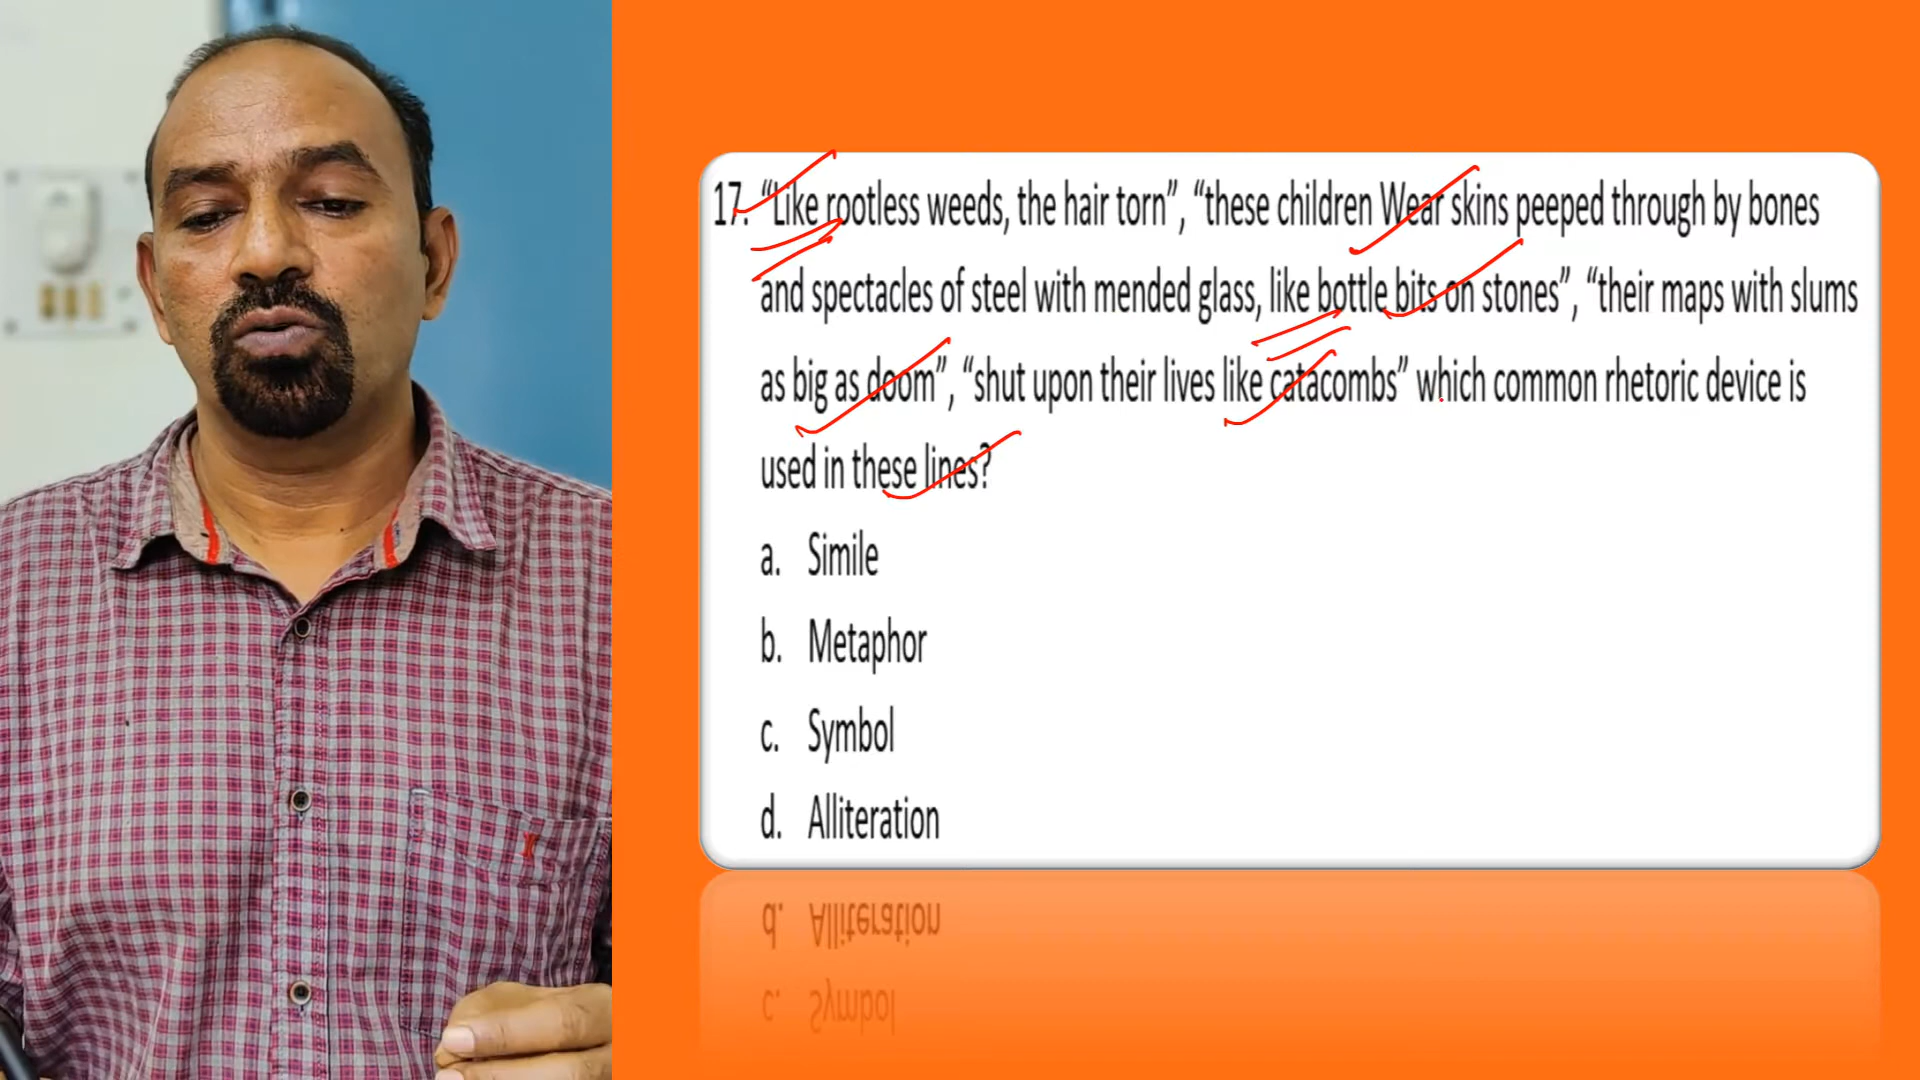 17. “Like rootless weeds, the hair torn”, “these children Wear skins peeped through by bones
and spectacles of steel with mended glass, like bottle bits on stones”, “their maps with slums
as big as doom”, “shut upon their lives like catacombs” which common rhetoric device is
used in these lines?
a. Simile
b. Metaphor
c. Symbol
d. Alliteration
d. Alliteration
c. Symbol